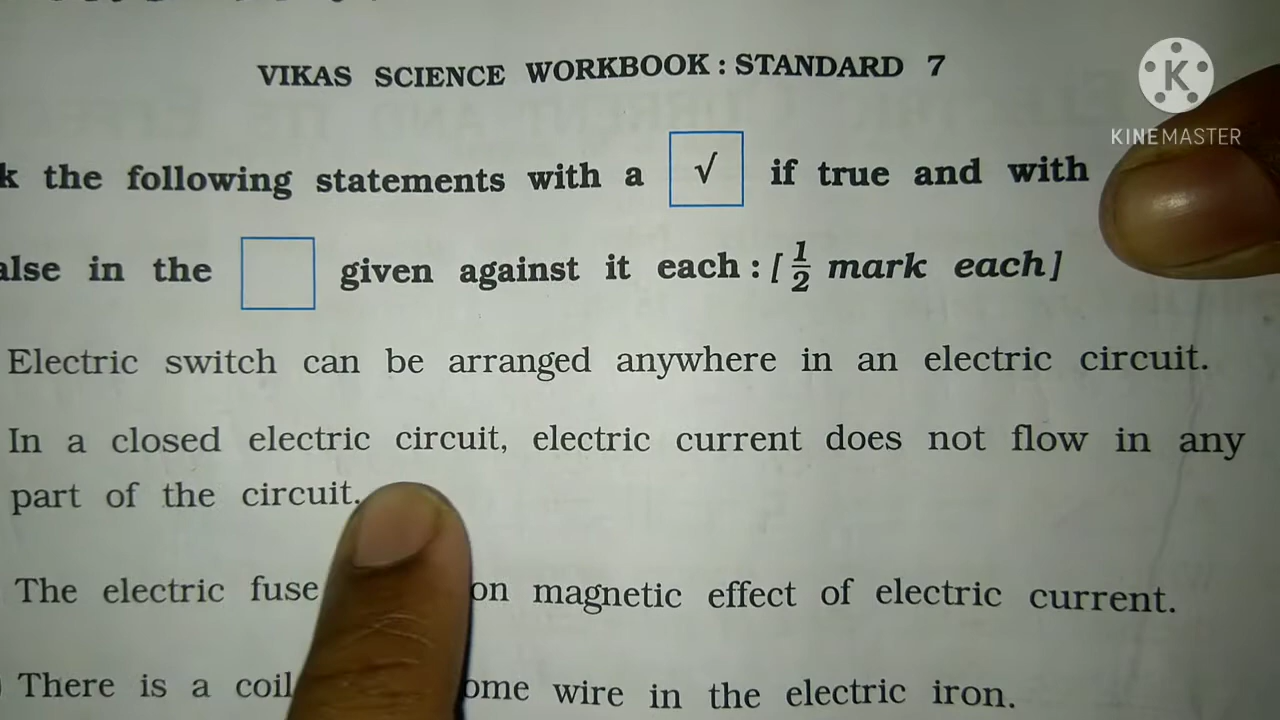 VIKAS SCIENCE WORKBOOK : STANDARD 7
KINEMASTER
k the following statements with a √ if true and with
alse in the given against it each : [ 1/2 mark each]
Electric switch can be arranged anywhere in an electric circuit.
In a closed electric circuit, electric current does not flow in any
part of the circuit.
The electric fuse on magnetic effect of electric current.
There is a coil ome wire in the electric iron.